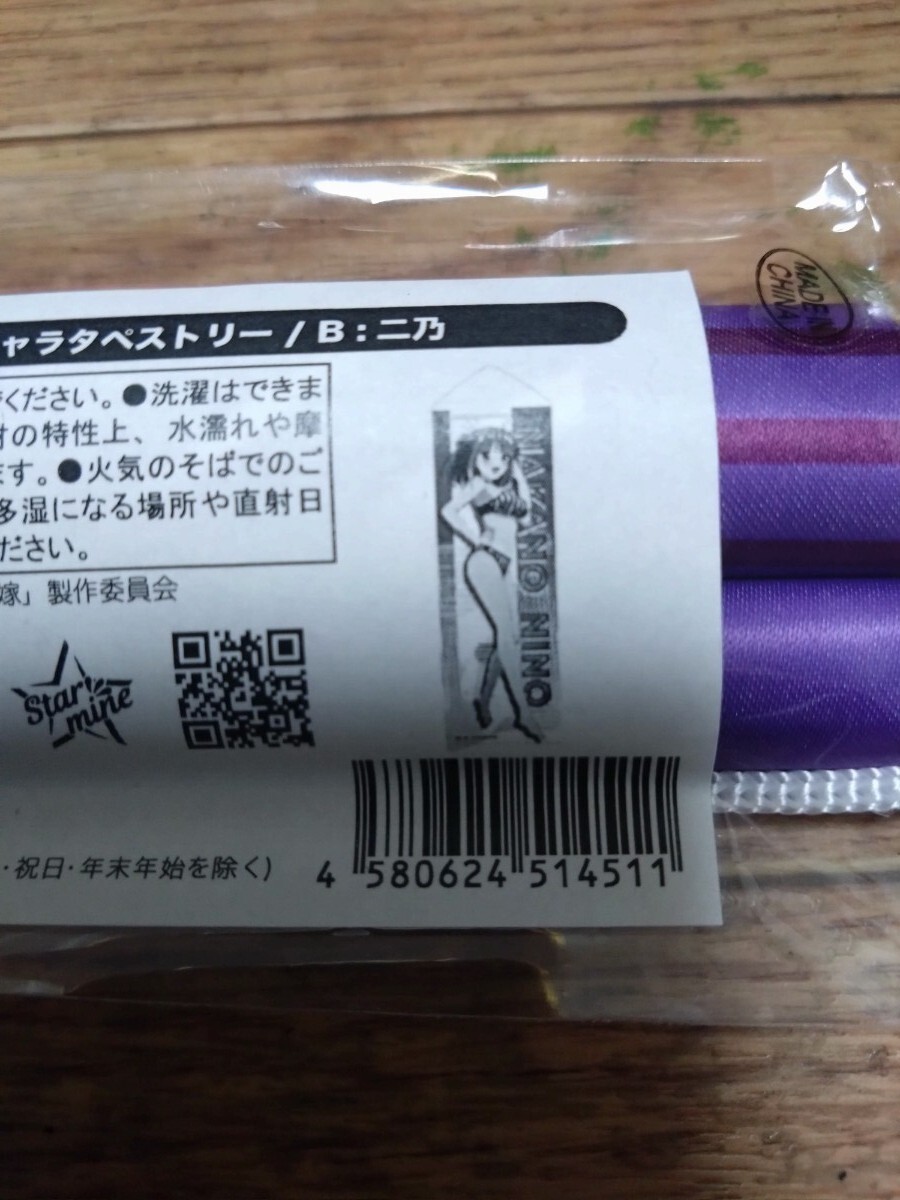 MADE IN
CHINA
ャラタペストリー / B : 二乃
ください。●洗濯はできま
の特性上、水濡れや摩
ます。●火気のそばでのご
多湿になる場所や直射日
ださい。
嫁」製作委員会
NAKANO NINO
Star
mine
・祝日・年末年始を除く)
4 580624 514511